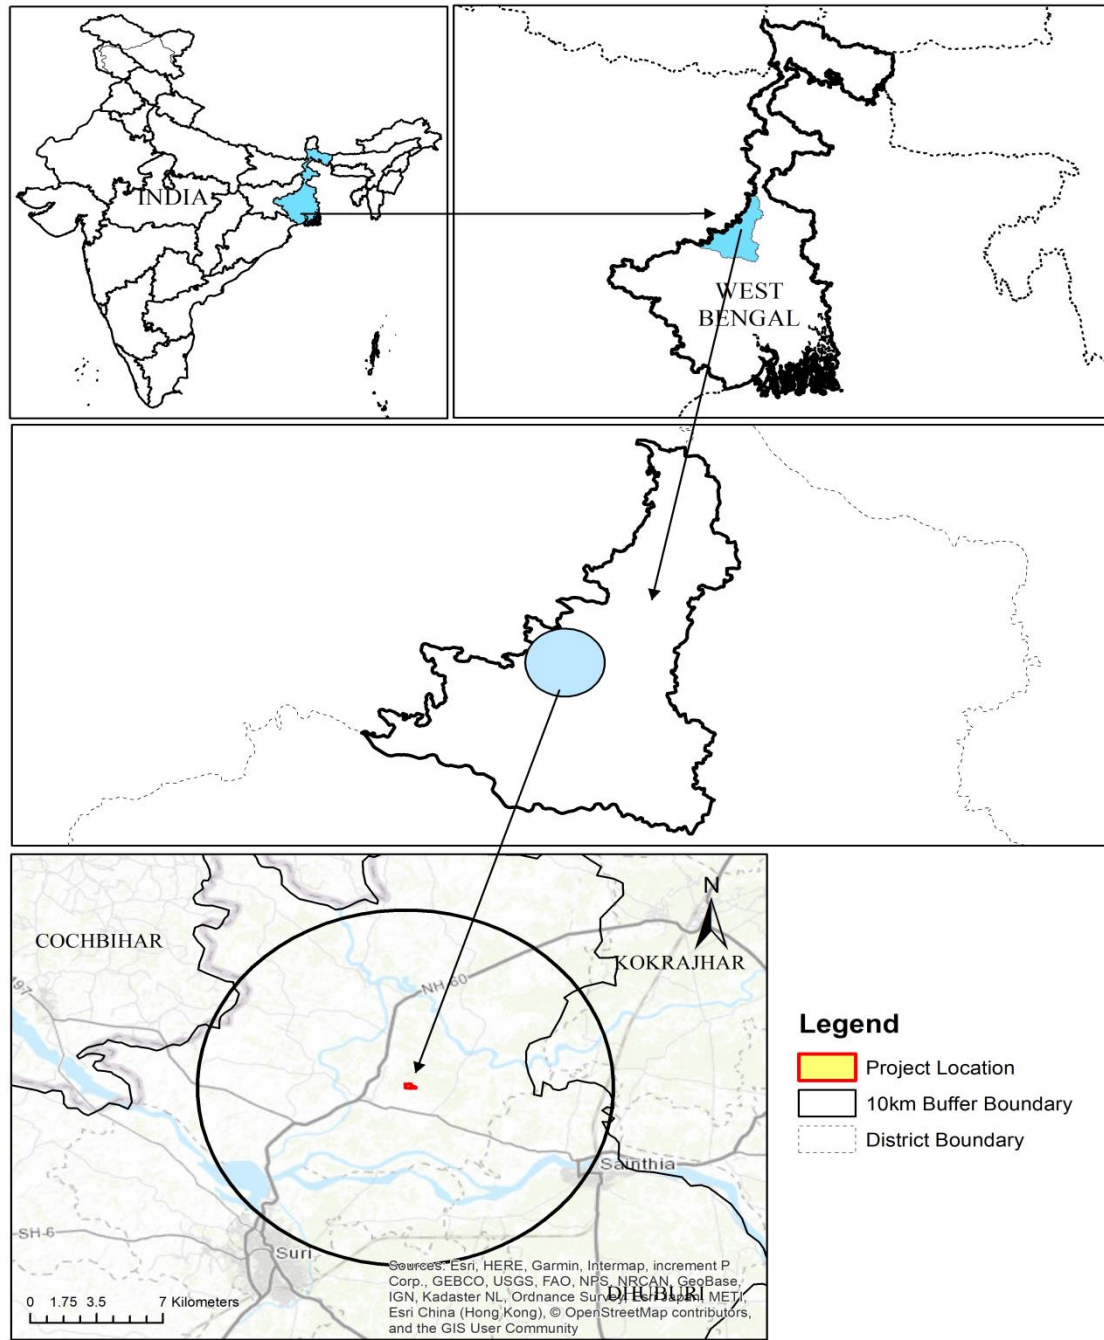 INDIA
WEST
BENGAL
COCHBIHAR
N
KOKRAJHAR
NH-60
497
Sainthia
SH-6
Suri
DHUBURI
Sources: Esri, HERE, Garmin, Intermap, increment P
Corp., GEBCO, USGS, FAO, NPS, NRCAN, GeoBase,
IGN, Kadaster NL, Ordnance Survey, Esri Japan, METI,
Esri China (Hong Kong), © OpenStreetMap contributors,
and the GIS User Community
0 1.75 3.5 7 Kilometers
Legend
Project Location
10km Buffer Boundary
District Boundary